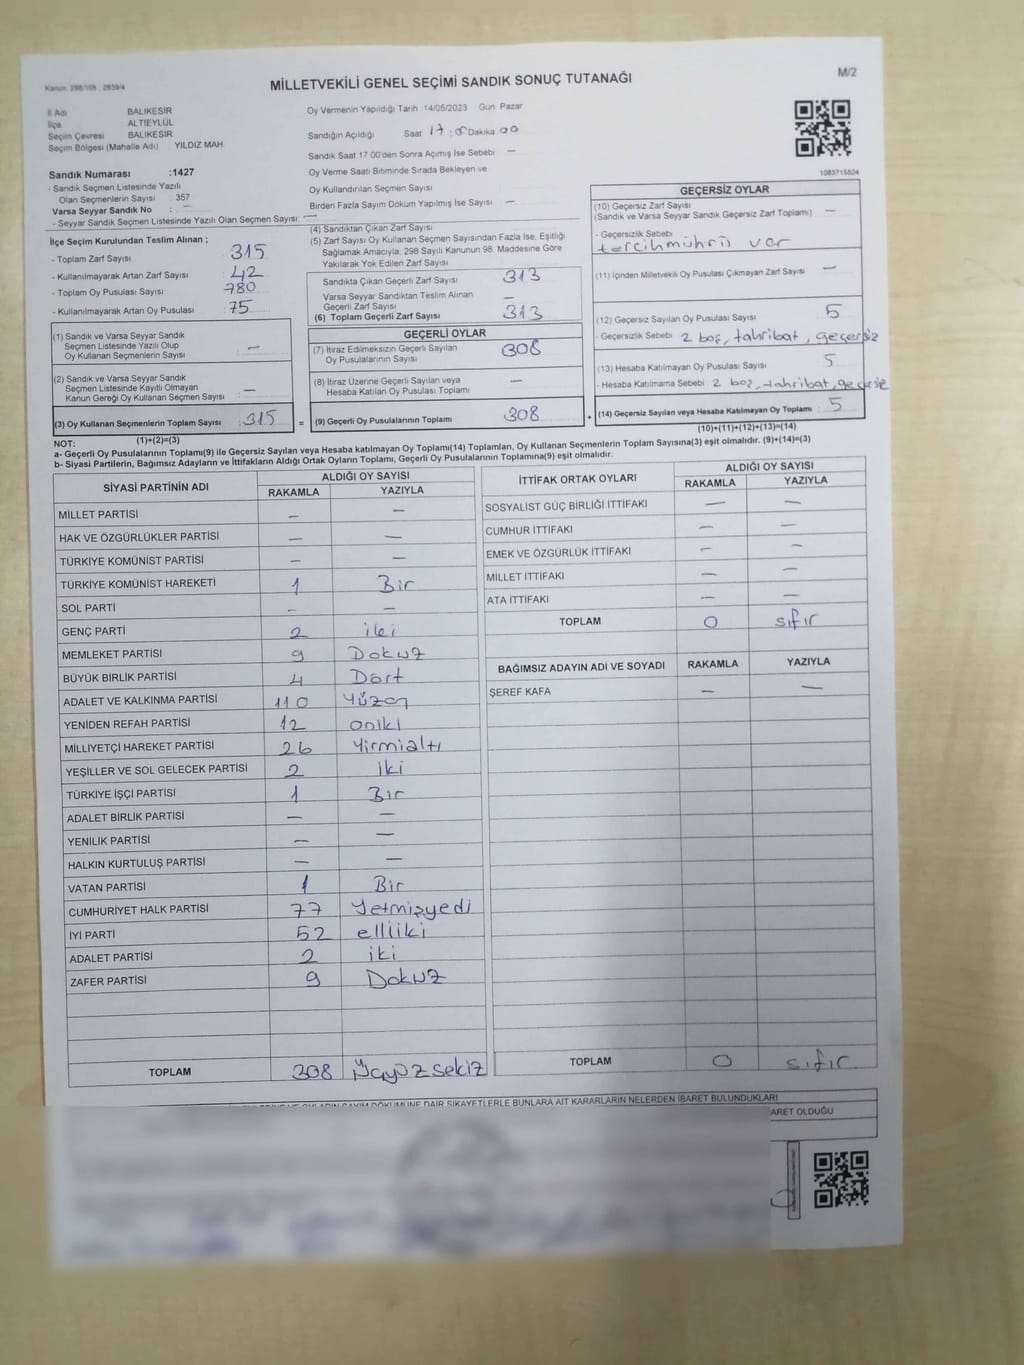 Kanun: 298/105 , 2839/4
MİLLETVEKİLİ GENEL SEÇİMİ SANDIK SONUÇ TUTANAĞI
M/2
İl Adı BALIKESİR
İlçe ALTIEYLÜL
Seçim Çevresi BALIKESİR
Seçim Bölgesi (Mahalle Adı) YILDIZ MAH
Sandık Numarası :1427
- Sandık Seçmen Listesinde Yazılı
Olan Seçmenlerin Sayısı : 357
Varsa Seyyar Sandık No : —
- Seyyar Sandık Seçmen Listesinde Yazılı Olan Seçmen Sayısı: —
Oy Vermenin Yapıldığı Tarih 14/05/2023 Gün: Pazar
Sandığın Açıldığı Saat 17 : Dakika 00
Sandık Saat 17:00'den Sonra Açımış İse Sebebi —
Oy Verme Saati Bitiminde Sırada Bekleyen ve
Oy Kullandırılan Seçmen Sayısı
Birden Fazla Sayım Döküm Yapılmış İse Sayısı —
1083715824
İlçe Seçim Kurulundan Teslim Alınan ;
- Toplam Zarf Sayısı 315
- Kullanılmayarak Artan Zarf Sayısı 42
- Toplam Oy Pusulası Sayısı 780
- Kullanılmayarak Artan Oy Pusulası : 75
(4) Sandıktan Çıkan Zarf Sayısı
(5) Zarf Sayısı Oy Kullanan Seçmen Sayısından Fazla İse, Eşitliği
Sağlamak Amacıyla, 298 Sayılı Kanunun 98. Maddesine Göre
Yakılarak Yok Edilen Zarf Sayısı
Sandıkta Çıkan Geçerli Zarf Sayısı 313
Varsa Seyyar Sandıktan Teslim Alınan
Geçerli Zarf Sayısı —
(6) Toplam Geçerli Zarf Sayısı 313
GEÇERSİZ OYLAR
(10) Geçersiz Zarf Sayısı
(Sandık ve Varsa Seyyar Sandık Geçersiz Zarf Toplamı) —
- Geçersizlik Sebebi
tercihmührü var
(11) İçinden Milletvekili Oy Pusulası Çıkmayan Zarf Sayısı —
(12) Geçersiz Sayılan Oy Pusulası Sayısı 5
- Geçersizlik Sebebi 2 boş, tahribat, geçersiz
(13) Hesaba Katılmayan Oy Pusulası Sayısı 5
- Hesaba Katılmama Sebebi 2 boş, tahribat,
(14) Geçersiz Sayılan veya Hesaba Katılmayan Oy Toplamı 5
(10)+(11)+(12)+(13)=(14)
(1) Sandık ve Varsa Seyyar Sandık
Seçmen Listesinde Yazılı Olup
Oy Kullanan Seçmenlerin Sayısı —
(2) Sandık ve Varsa Seyyar Sandık
Seçmen Listesinde Kayıtlı Olmayan
Kanun Gereği Oy Kullanan Seçmen Sayısı —
(3) Oy Kullanan Seçmenlerin Toplam Sayısı 315 =
(1)+(2)=(3)
GEÇERLİ OYLAR
(7) İtiraz Edilmeksizin Geçerli Sayılan
Oy Pusulalarının Sayısı 308
(8) İtiraz Üzerine Geçerli Sayılan veya
Hesaba Katılan Oy Pusulası Toplamı —
(9) Geçerli Oy Pusulalarının Toplamı 308 +
NOT:
a- Geçerli Oy Pusulaları Toplamı(9) ile Geçersiz Sayılan veya Hesaba katılmayan Oy Toplamı(14) Toplamları, Oy Kullanan Seçmenlerin Toplam Sayısına(3) eşit olmalıdır. (9)+(14)=(3)
b- Siyasi Partilerin, Bağımsız Adayların ve İttifakların Aldığı Ortak Oyların Toplamı, Geçerli Oy Pusulalarının Toplamına(9) eşit olmalıdır.
SİYASİ PARTİNİN ADI ALDIĞI OY SAYISI
RAKAMLA YAZIYLA
MİLLET PARTİSİ — —
HAK VE ÖZGÜRLÜKLER PARTİSİ — —
TÜRKİYE KOMÜNİST PARTİSİ — —
TÜRKİYE KOMÜNİST HAREKETİ 1 Bir
SOL PARTİ — —
GENÇ PARTİ 2 iki
MEMLEKET PARTİSİ 9 Dokuz
BÜYÜK BİRLİK PARTİSİ 4 Dört
ADALET VE KALKINMA PARTİSİ 110 Yüzon
YENİDEN REFAH PARTİSİ 12 oniki
MİLLİYETÇİ HAREKET PARTİSİ 26 Yirmialtı
YEŞİLLER VE SOL GELECEK PARTİSİ 2 iki
TÜRKİYE İŞÇİ PARTİSİ 1 Bir
ADALET BİRLİK PARTİSİ — —
YENİLİK PARTİSİ — —
HALKIN KURTULUŞ PARTİSİ — —
VATAN PARTİSİ 1 Bir
CUMHURİYET HALK PARTİSİ 77 Yetmişyedi
İYİ PARTİ 52 elliiki
ADALET PARTİSİ 2 iki
ZAFER PARTİSİ 9 Dokuz
TOPLAM 308 Üçyüzsekiz
İTTİFAK ORTAK OYLARI ALDIĞI OY SAYISI
RAKAMLA YAZIYLA
SOSYALİST GÜÇ BİRLİĞİ İTTİFAKI — —
CUMHUR İTTİFAKI — —
EMEK VE ÖZGÜRLÜK İTTİFAKI — —
MİLLET İTTİFAKI — —
ATA İTTİFAKI — —
TOPLAM 0 sıfır
BAĞIMSIZ ADAYIN ADI VE SOYADI RAKAMLA YAZIYLA
ŞEREF KAFA — —
TOPLAM 0 sıfır
DÖKÜMÜNE DAİR ŞİKAYETLERLE BUNLARA AİT KARARLARIN NELERDEN İBARET BULUNDUKLARI
ARET OLDUĞU